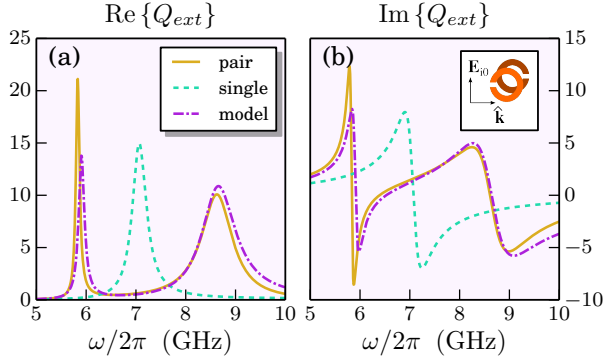 Re {Q_ext}
25
20
15
10
5
0
(a)
pair
single
model
5 6 7 8 9 10
ω/2π (GHz)
Im {Q_ext}
(b)
E_i0
k̂
15
10
5
0
−5
−10
5 6 7 8 9 10
ω/2π (GHz)